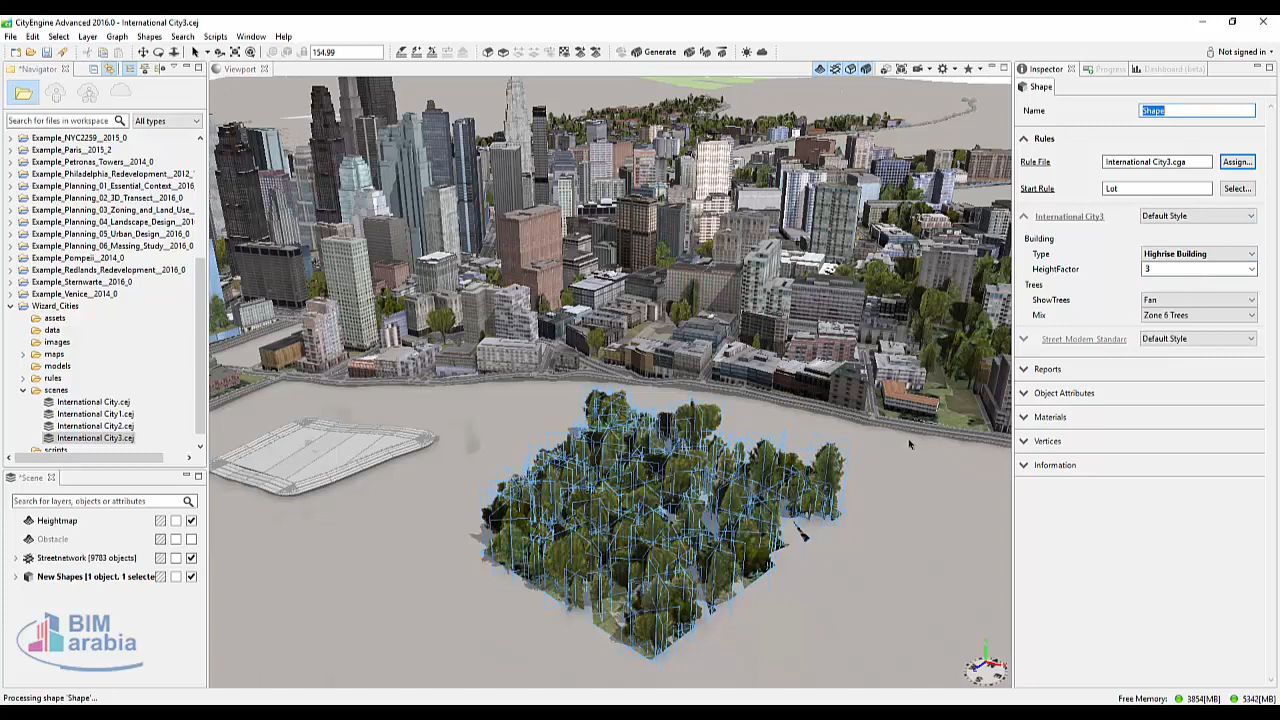 CityEngine Advanced 2016.0 - International City3.cej
File Edit Select Layer Graph Shapes Search Scripts Window Help
154.99
Generate
Not signed in
*Navigator
Viewport
Inspector
Progress
Dashboard (beta)
Shape
Search for files in workspace
All types
Name
Shape
Example_NYC2259__2015_0
Example_Paris__2015_2
Example_Petronas_Towers__2014_0
Example_Philadelphia_Redevelopment__2012_
Example_Planning_01_Essential_Context__2016
Example_Planning_02_3D_Transect__2016_0
Example_Planning_03_Zoning_and_Land_Use_
Example_Planning_04_Landscape_Design__201
Example_Planning_05_Urban_Design__2016_0
Example_Planning_06_Massing_Study__2016_0
Example_Pompeii__2014_0
Example_Redlands_Redevelopment__2016_0
Example_Sternwarte__2016_0
Example_Venice__2014_0
Wizard_Cities
assets
data
images
maps
models
rules
scenes
International City.cej
International City1.cej
International City2.cej
International City3.cej
scripts
Rules
Rule File
International City3.cga
Assign...
Start Rule
Lot
Select...
International City3
Default Style
Building
Type
Highrise Building
HeightFactor
3
Trees
ShowTrees
Fan
Mix
Zone 6 Trees
Street_Modern_Standarc
Default Style
Reports
Object Attributes
Materials
Vertices
Information
*Scene
Search for layers, objects or attributes
Heightmap
Obstacle
Streetnetwork [9783 objects]
New Shapes [1 object, 1 selecte
BIM
arabia
Processing shape 'Shape'...
Free Memory: 3854[MB] 5342[MB]